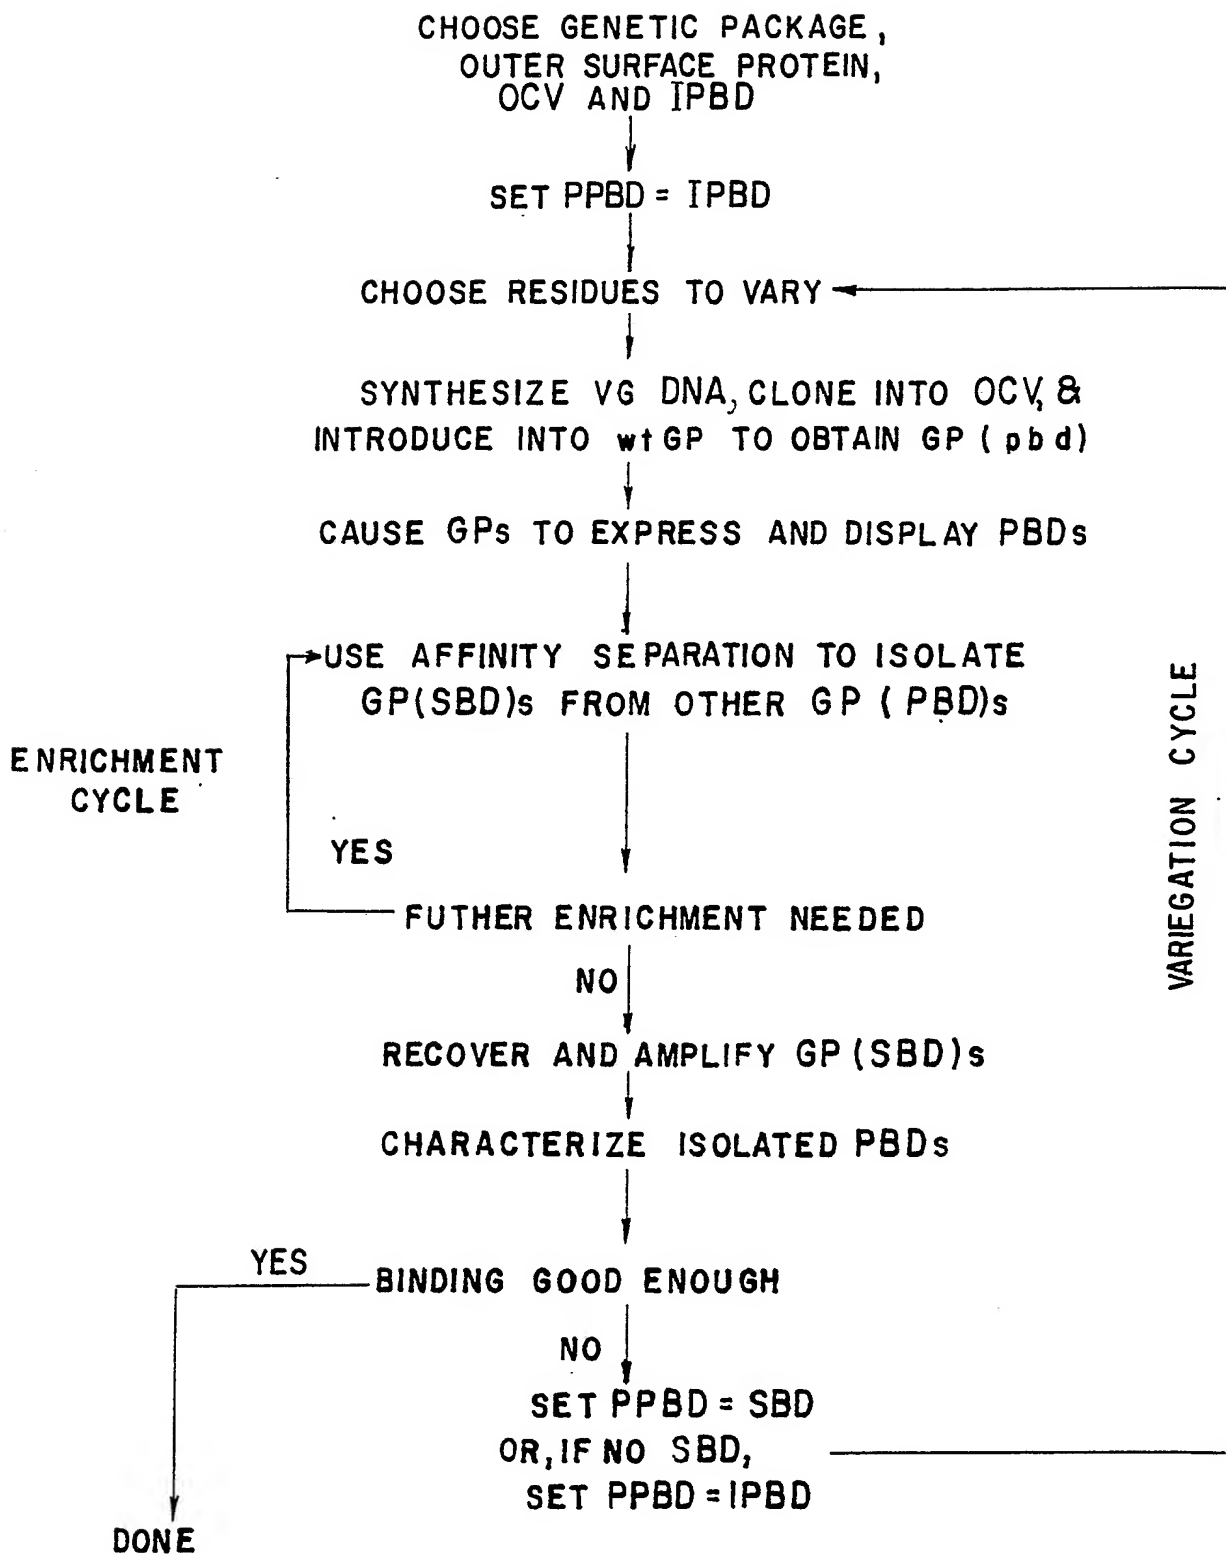 CHOOSE GENETIC PACKAGE,
OUTER SURFACE PROTEIN,
OCV AND IPBD
SET PPBD = IPBD
CHOOSE RESIDUES TO VARY
SYNTHESIZE VG DNA, CLONE INTO OCV, &
INTRODUCE INTO wtGP TO OBTAIN GP (pbd)
CAUSE GPs TO EXPRESS AND DISPLAY PBDs
USE AFFINITY SEPARATION TO ISOLATE
GP(SBD)s FROM OTHER GP (PBD)s
ENRICHMENT
CYCLE
VARIEGATION CYCLE
YES
FUTHER ENRICHMENT NEEDED
NO
RECOVER AND AMPLIFY GP(SBD)s
CHARACTERIZE ISOLATED PBDs
YES
BINDING GOOD ENOUGH
NO
SET PPBD = SBD
OR, IF NO SBD,
SET PPBD = IPBD
DONE